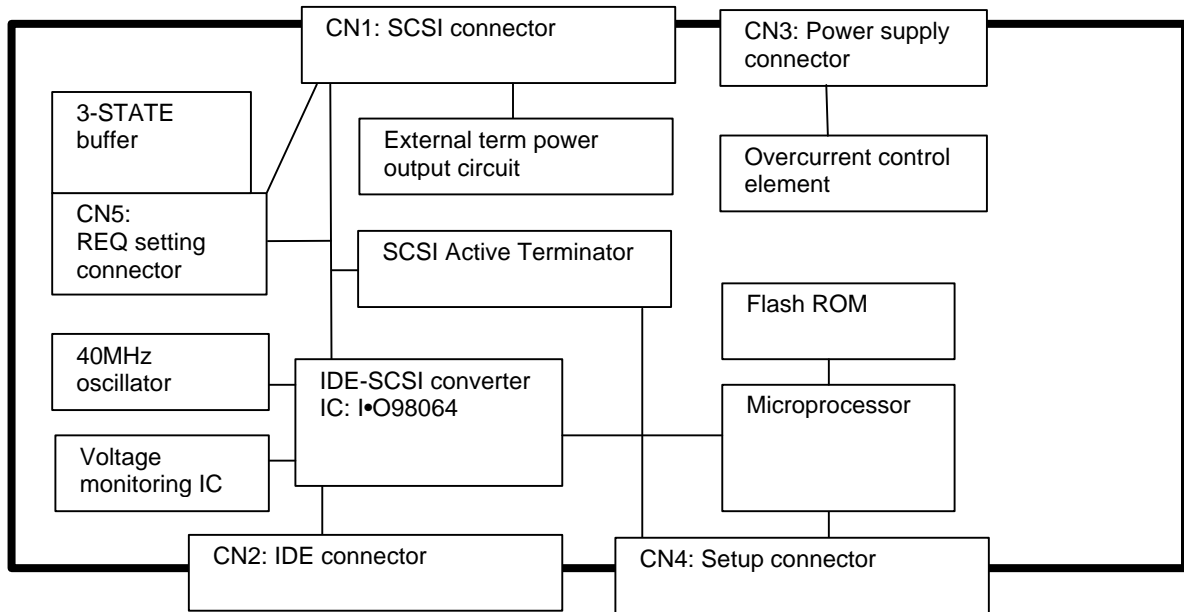 CN1: SCSI connector
CN3: Power supply
connector
3-STATE
buffer
External term power
output circuit
Overcurrent control
element
CN5:
REQ setting
connector
SCSI Active Terminator
Flash ROM
40MHz
oscillator
IDE-SCSI converter
IC: I•O98064
Microprocessor
Voltage
monitoring IC
CN2: IDE connector
CN4: Setup connector